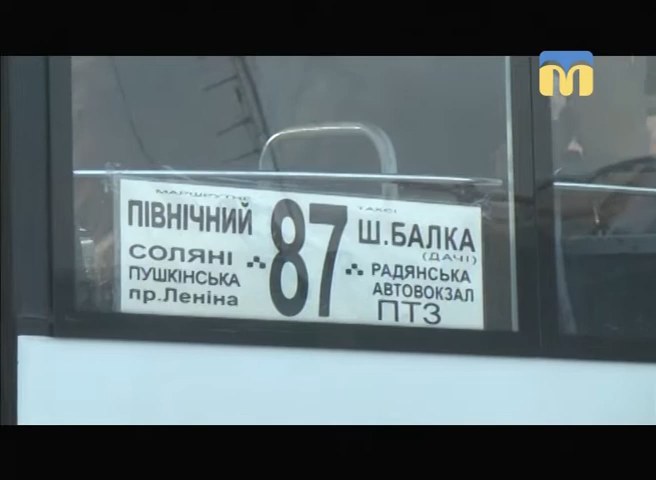 МАРШРУТНЕ ТАКСІ
ПІВНІЧНИЙ
СОЛЯНІ
ПУШКІНСЬКА
пр.Леніна
87
Ш.БАЛКА
(ДАЧІ)
РАДЯНСЬКА
АВТОВОКЗАЛ
ПТЗ